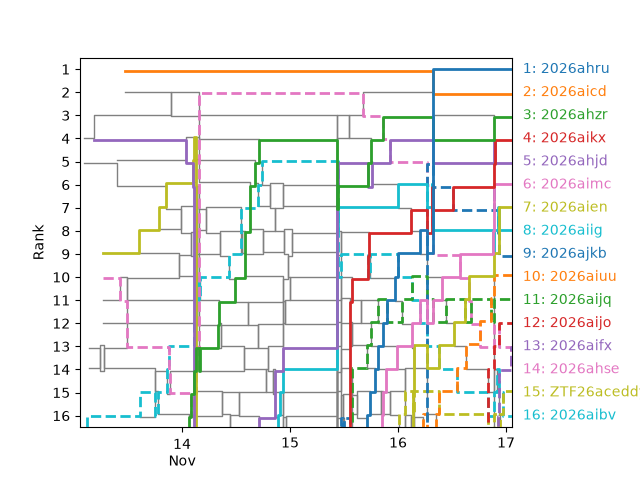 Rank
1
2
3
4
5
6
7
8
9
10
11
12
13
14
15
16
14
15
16
17
Nov
1: 2026ahru
2: 2026aicd
3: 2026ahzr
4: 2026aikx
5: 2026ahjd
6: 2026aimc
7: 2026aien
8: 2026aiig
9: 2026ajkb
10: 2026aiuu
11: 2026aijq
12: 2026aijo
13: 2026aifx
14: 2026ahse
15: ZTF26acedd
16: 2026aibv